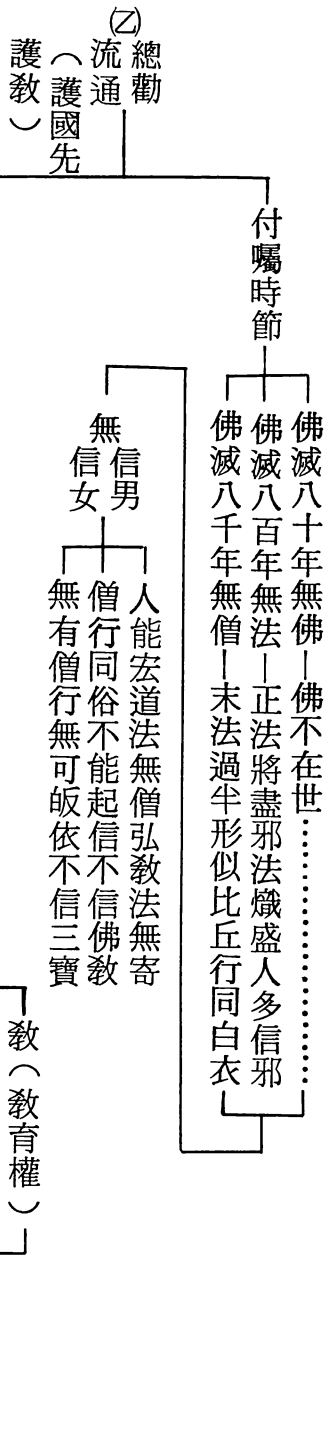 ㊁乙
總勸
流通
（護國先
護敎）
付囑時節
佛滅八十年無佛－佛不在世…………………
佛滅八百年無法－正法將盡邪法熾盛人多信邪
佛滅八千年無僧－末法過半形似比丘行同白衣
無
信男
信女
人能宏道法無僧弘敎法無寄
僧行同俗不能起信不信佛敎
無有僧行無可皈依不信三寶
敎（敎育權）